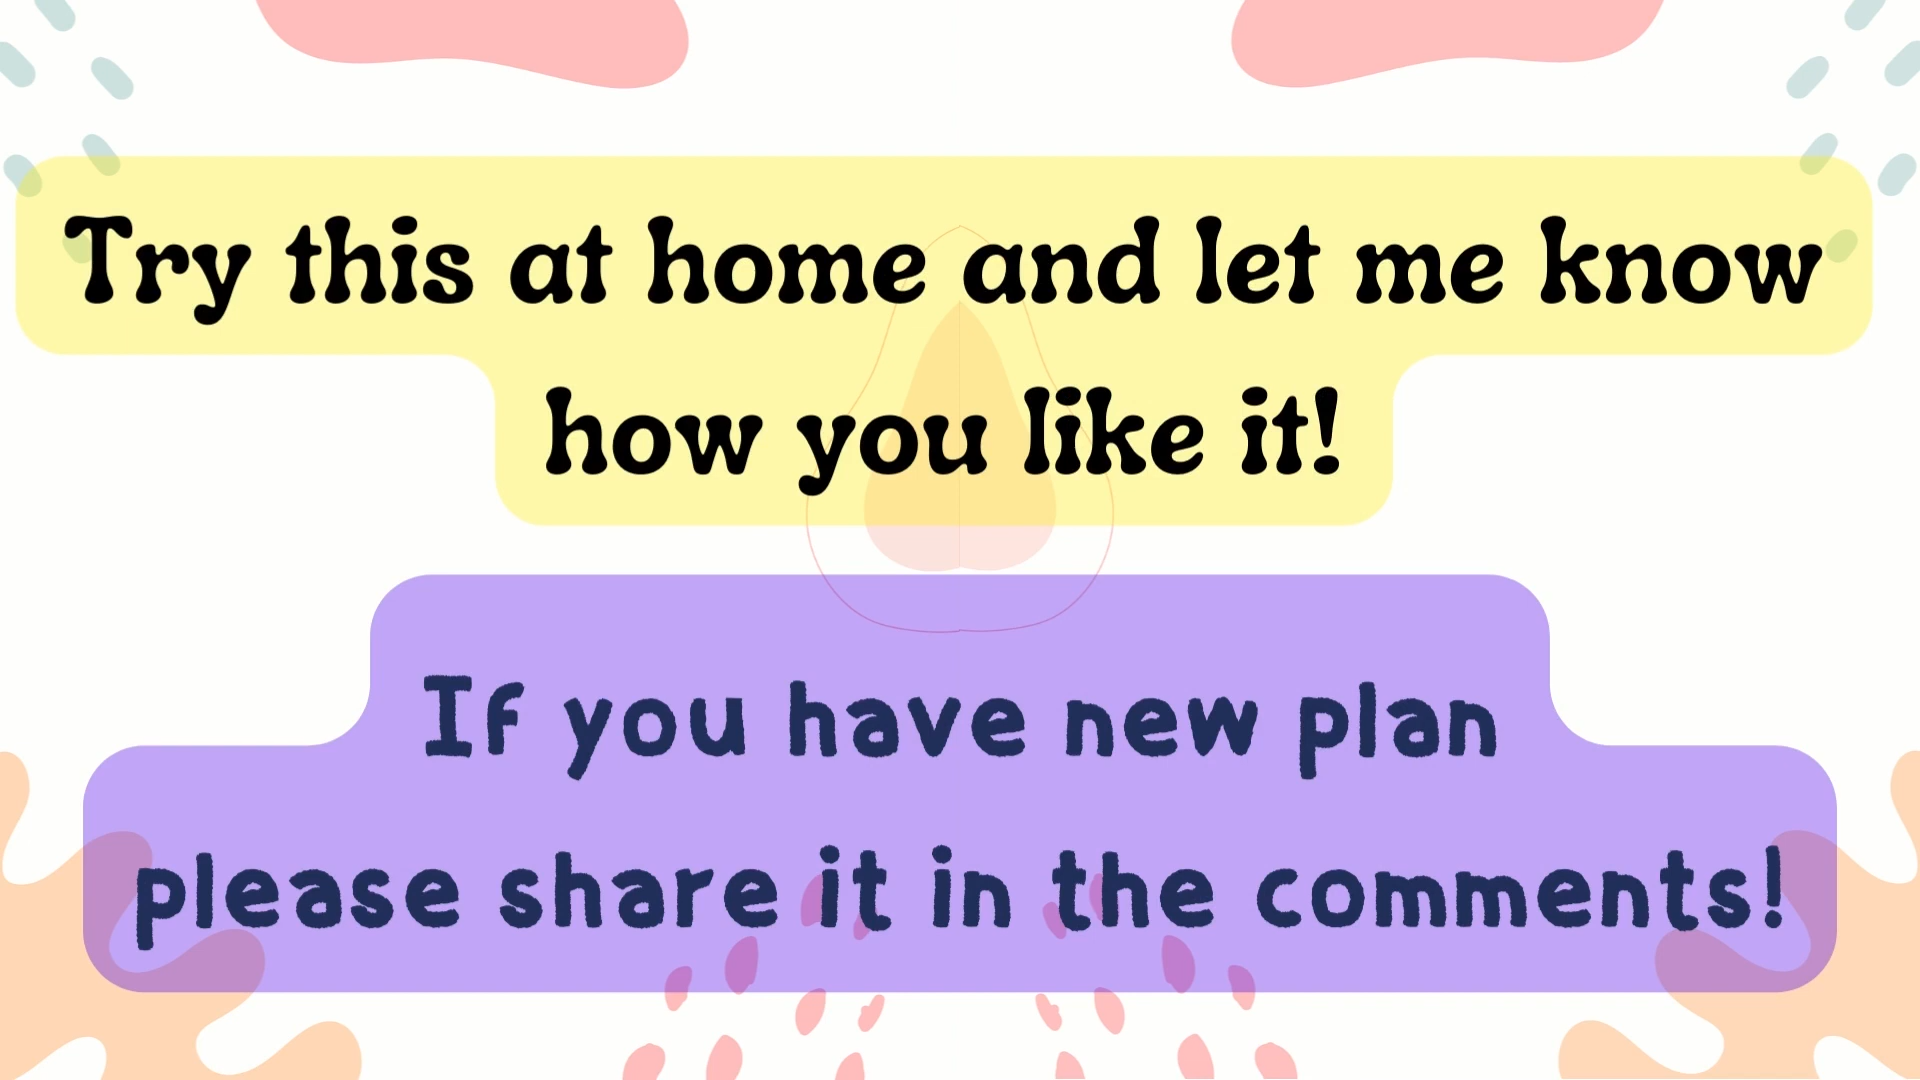 Try this at home and let me know
how you like it!
If you have new plan
please share it in the comments!